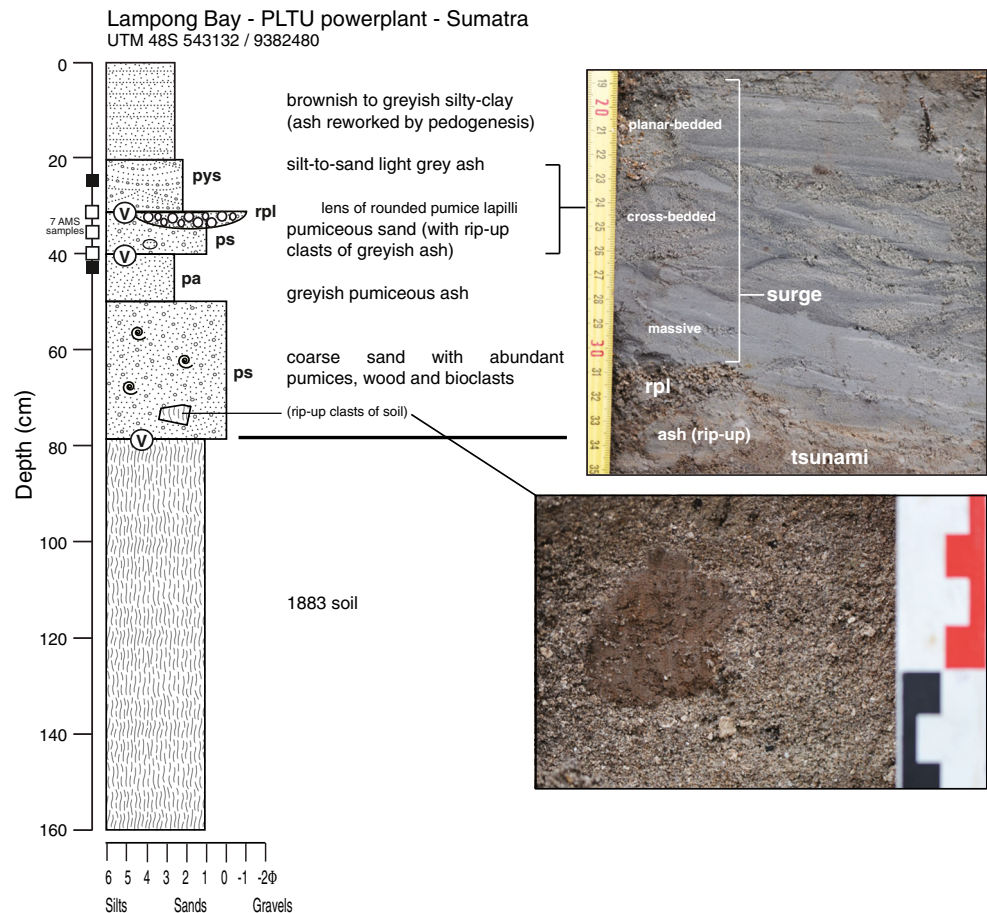 Lampong Bay - PLTU powerplant - Sumatra
UTM 48S 543132 / 9382480
Depth (cm)
0
20
40
60
80
100
120
140
160
7 AMS
samples
pys
V
rpl
ps
V
pa
ps
V
brownish to greyish silty-clay
(ash reworked by pedogenesis)
silt-to-sand light grey ash
lens of rounded pumice lapilli
pumiceous sand (with rip-up
clasts of greyish ash)
greyish pumiceous ash
coarse sand with abundant
pumices, wood and bioclasts
(rip-up clasts of soil)
1883 soil
6 5 4 3 2 1 0 -1 -2Φ
Silts Sands Gravels
19
20
21
22
23
24
25
26
27
28
29
30
31
32
33
34
35
planar-bedded
cross-bedded
surge
massive
rpl
ash (rip-up)
tsunami